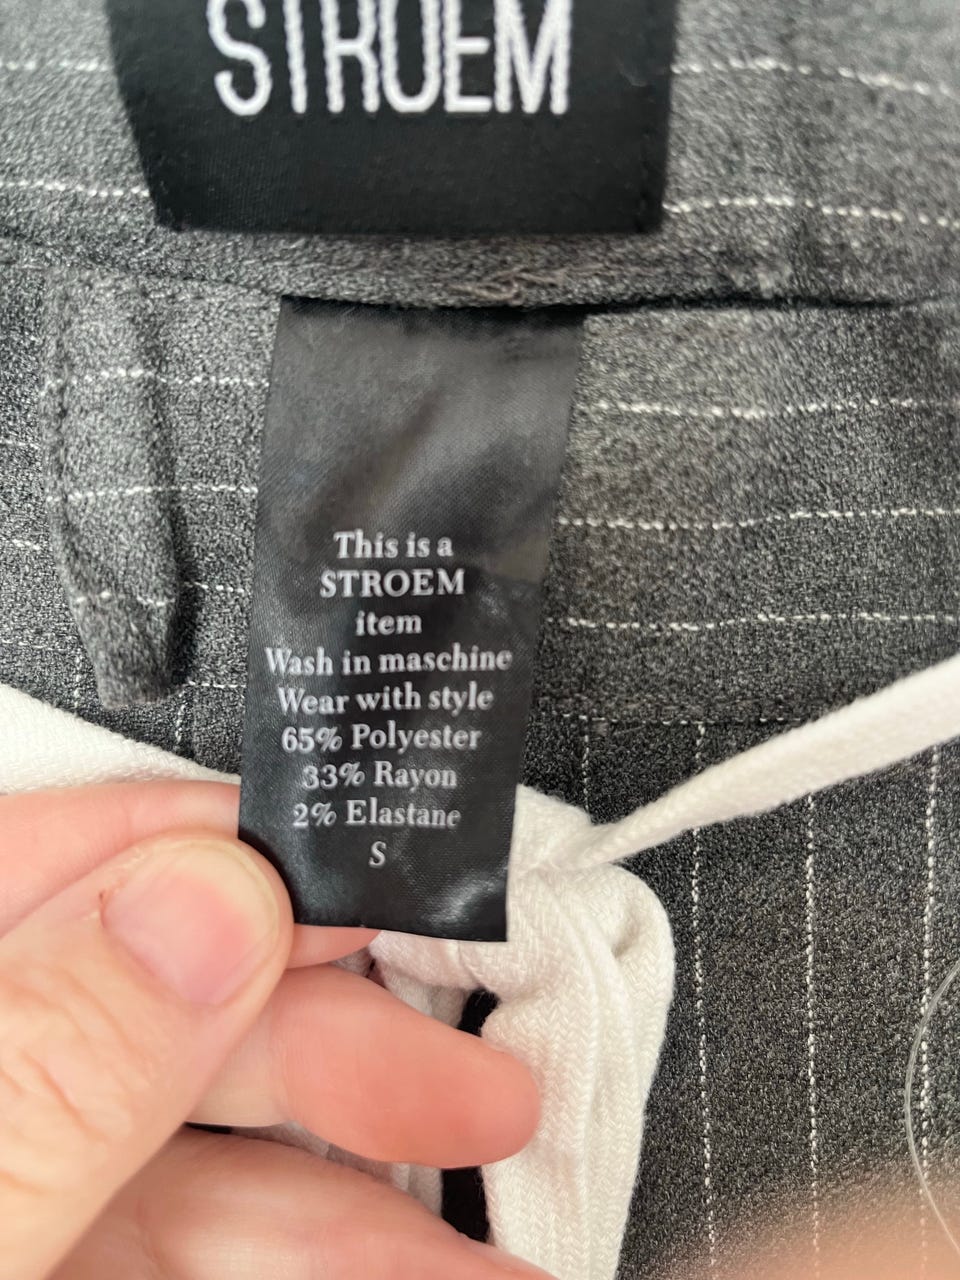 STROEM
This is a
STROEM
item
Wash in maschine
Wear with style
65% Polyester
33% Rayon
2% Elastane
S